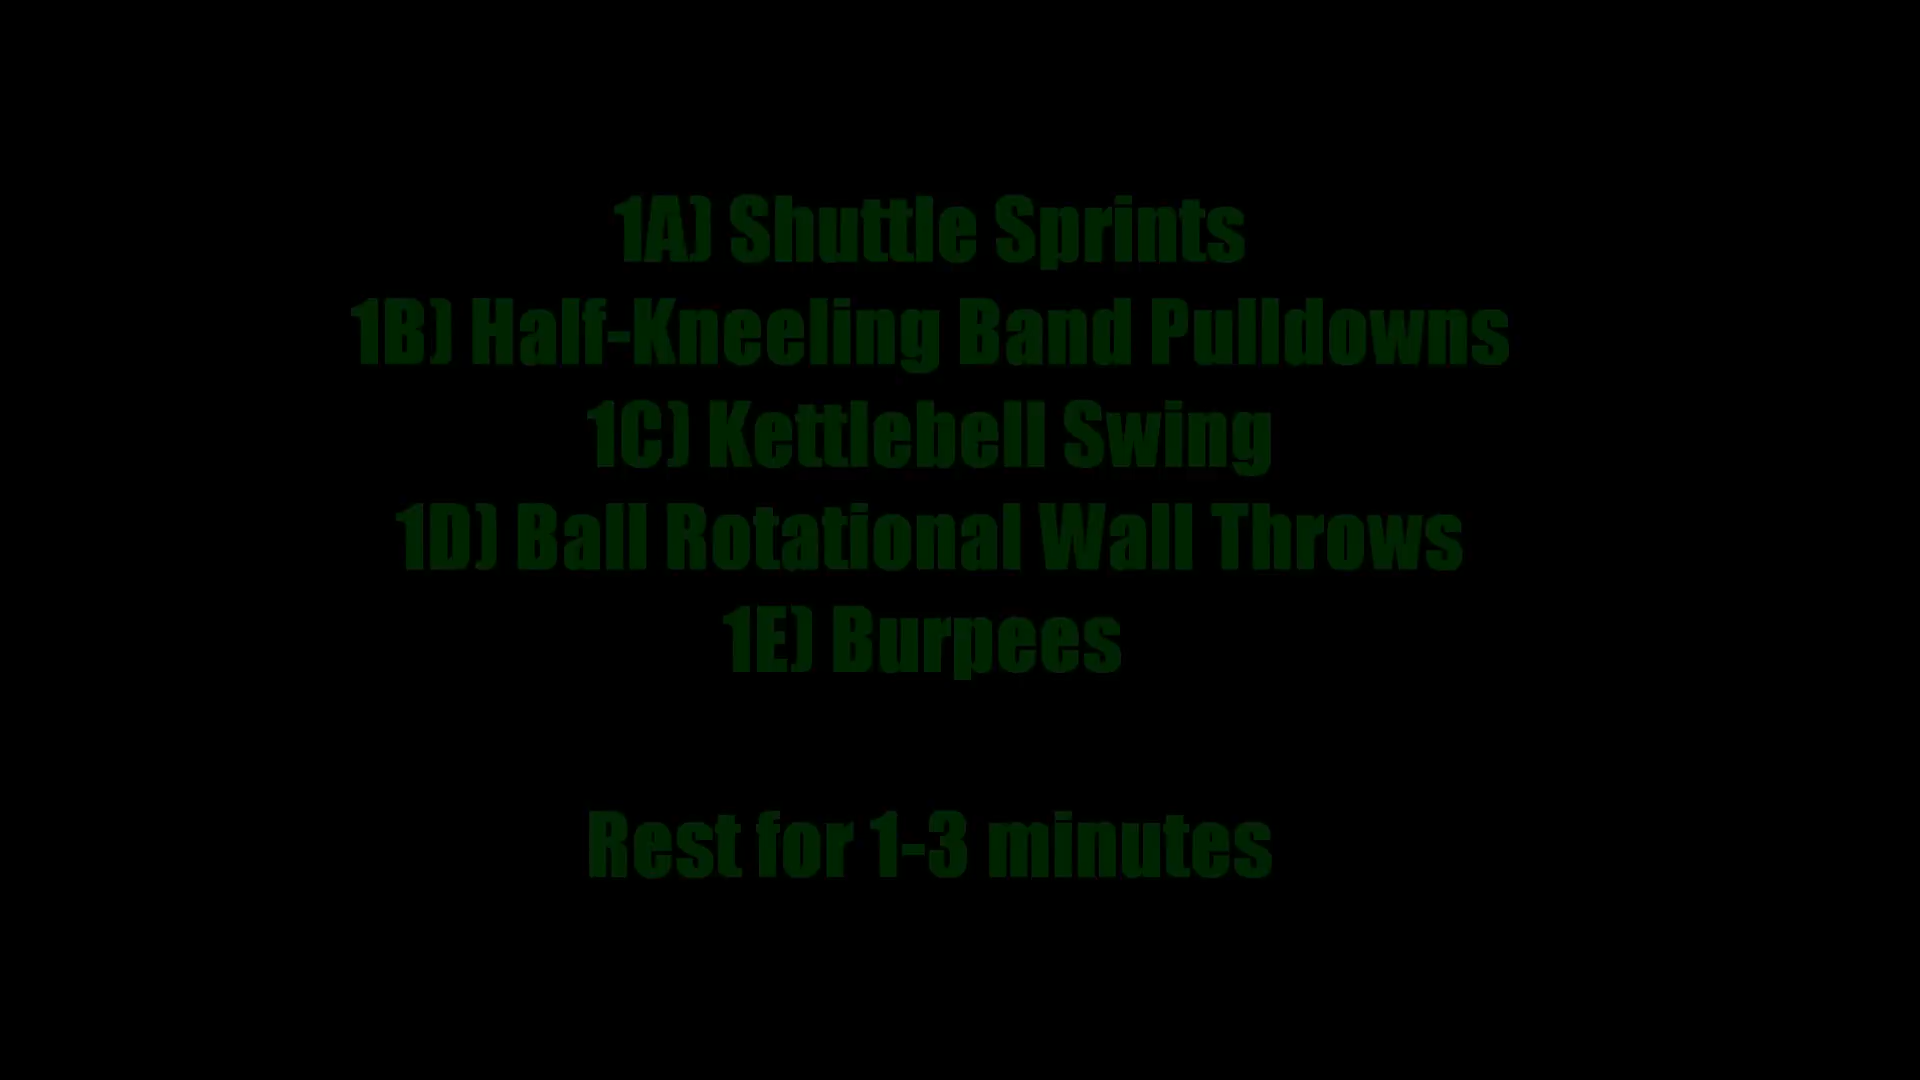 1A) Shuttle Sprints
1B) Half-Kneeling Band Pulldowns
1C) Kettlebell Swing
1D) Ball Rotational Wall Throws
1E) Burpees
Rest for 1-3 minutes